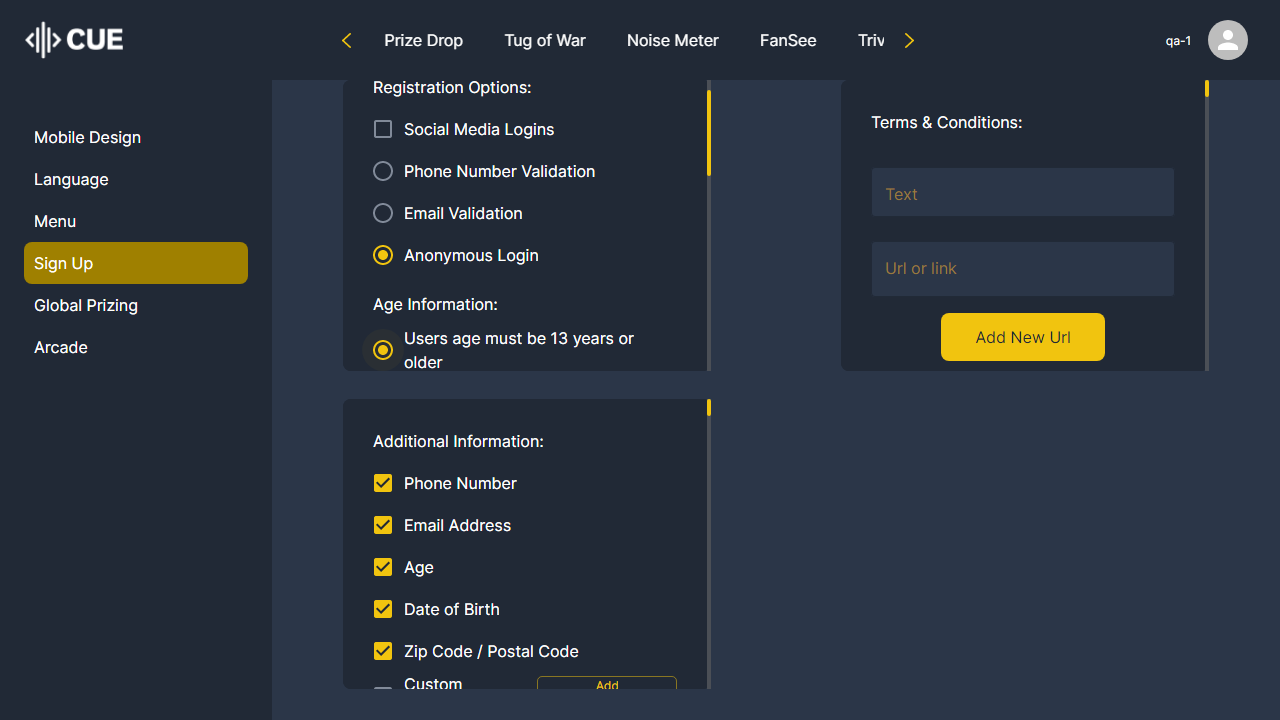 CUE
Prize Drop
Tug of War
Noise Meter
FanSee
Triv
qa-1
Mobile Design
Language
Menu
Sign Up
Global Prizing
Arcade
Registration Options:
Social Media Logins
Phone Number Validation
Email Validation
Anonymous Login
Age Information:
Users age must be 13 years or
older
Terms & Conditions:
Text
Url or link
Add New Url
Additional Information:
Phone Number
Email Address
Age
Date of Birth
Zip Code / Postal Code
Custom
Add